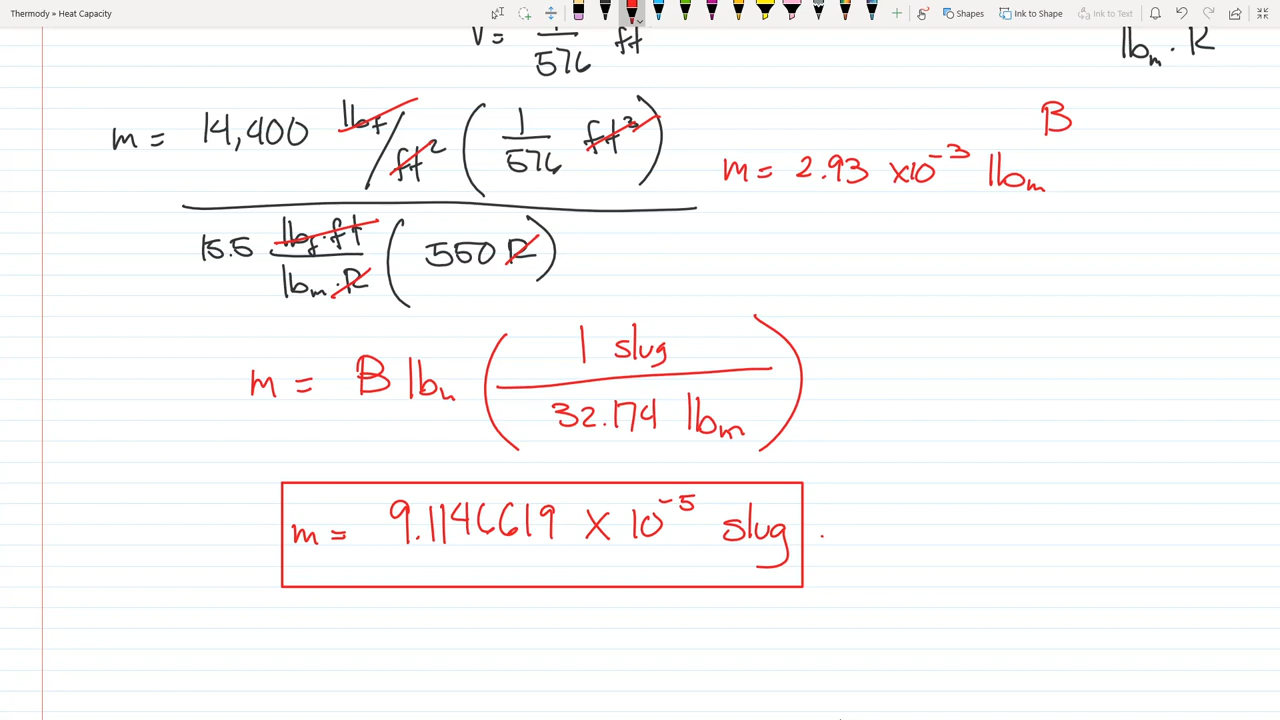 Thermody » Heat Capacity
Shapes Ink to Shape Ink to Text
V = 1/576 ft
lbm · R
m = 14,400 lbf/ft² (1/576 ft³) / 15.5 lbf·ft/lbm·R (550 R)
B
m = 2.93 x10⁻³ lbm
m = B lbm (1 slug / 32.174 lbm)
m = 9.1146619 x 10⁻⁵ slug .